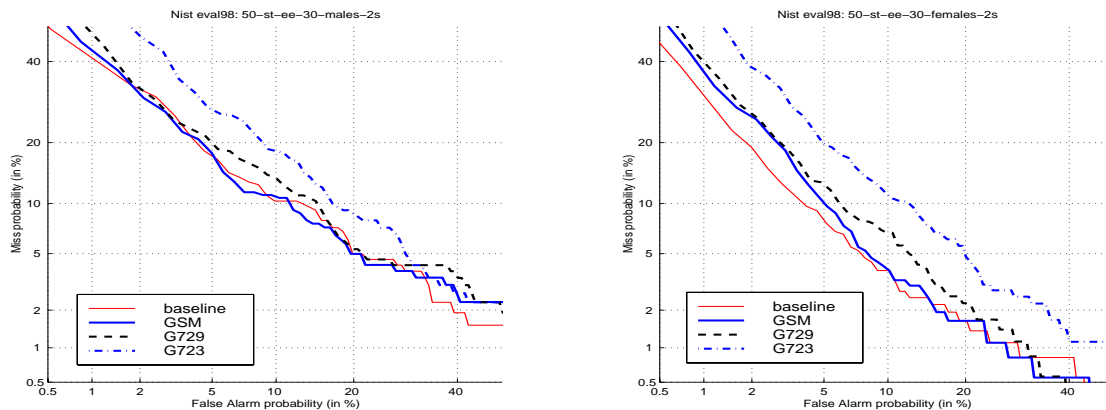 Nist eval98: 50-st-ee-30-males-2s
40
20
10
5
2
1
0.5
Miss probability (in %)
baseline
GSM
G729
G723
0.5 1 2 5 10 20 40
False Alarm probability (in %)
Nist eval98: 50-st-ee-30-females-2s
40
20
10
5
2
1
0.5
Miss probability (in %)
baseline
GSM
G729
G723
0.5 1 2 5 10 20 40
False Alarm probability (in %)